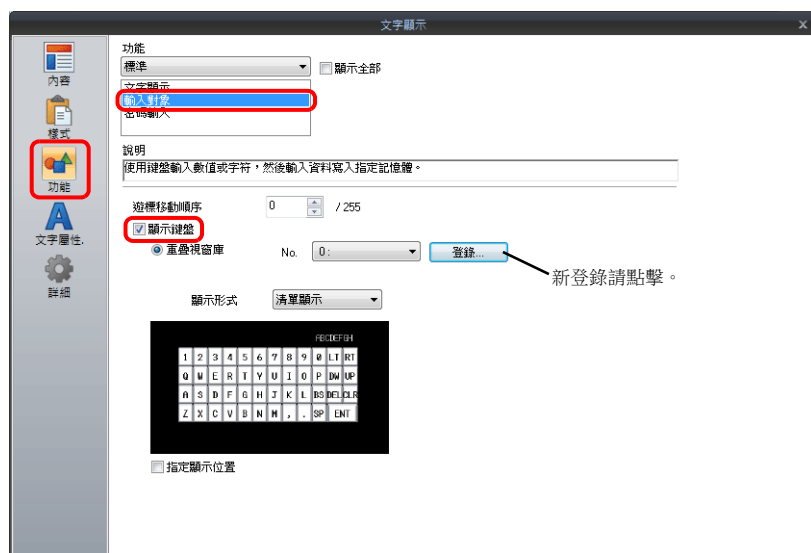 文字顯示
x
內容
樣式
功能
文字屬性.
詳細
功能
標準
顯示全部
文字顯示
輸入對象
密碼輸入
說明
使用鍵盤輸入數值或字符，然後輸入資料寫入指定記憶體。
遊標移動順序 0 / 255
顯示鍵盤
重疊視窗庫 No. 0: 登錄...
新登錄請點擊。
顯示形式 清單顯示
ABCDEFGH
1 2 3 4 5 6 7 8 9 0 LT RT
Q W E R T Y U I O P DW UP
A S D F G H J K L BS DEL CLR
Z X C V B N M , . SP ENT
指定顯示位置